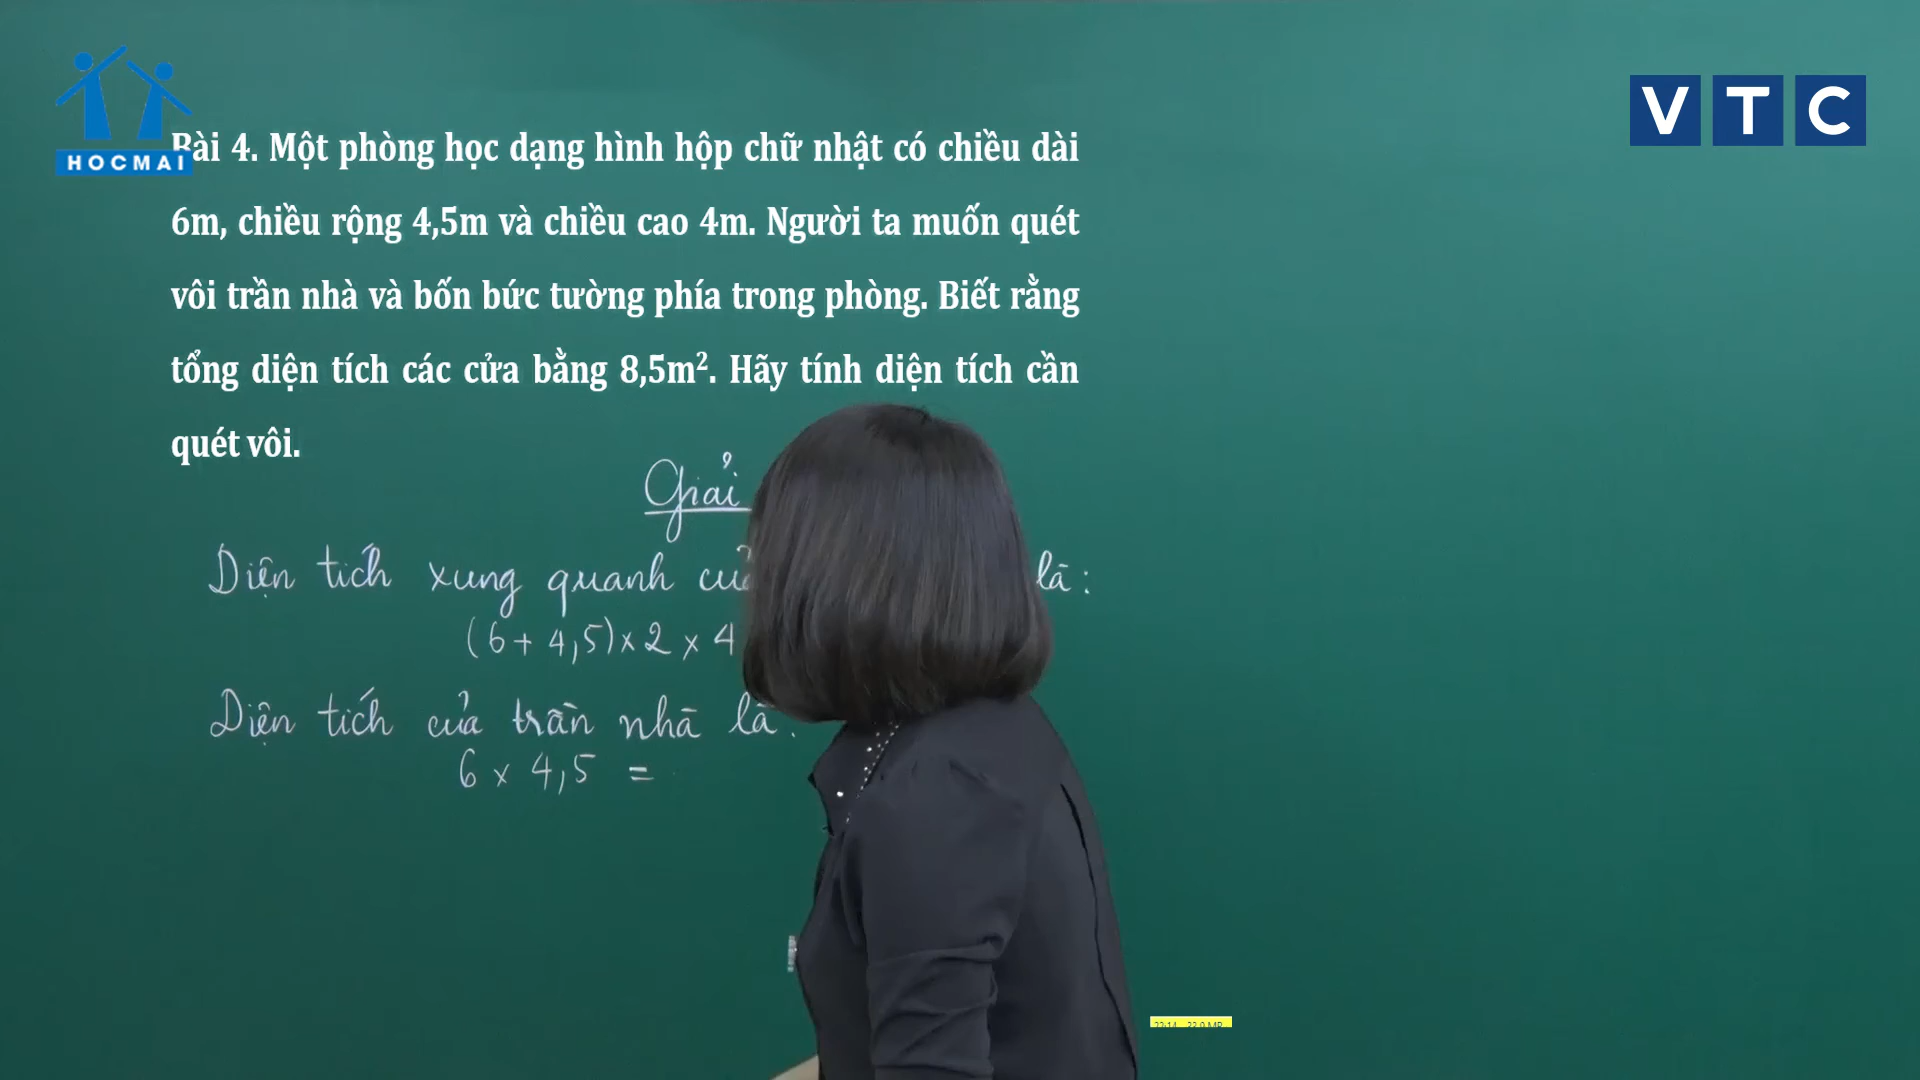 HOCMAI
VTC
Bài 4. Một phòng học dạng hình hộp chữ nhật có chiều dài
6m, chiều rộng 4,5m và chiều cao 4m. Người ta muốn quét
vôi trần nhà và bốn bức tường phía trong phòng. Biết rằng
tổng diện tích các cửa bằng 8,5m². Hãy tính diện tích cần
quét vôi.
Giải
Diện tích xung quanh của là:
(6 + 4,5) x 2 x 4
Diện tích của trần nhà là:
6 x 4,5 =